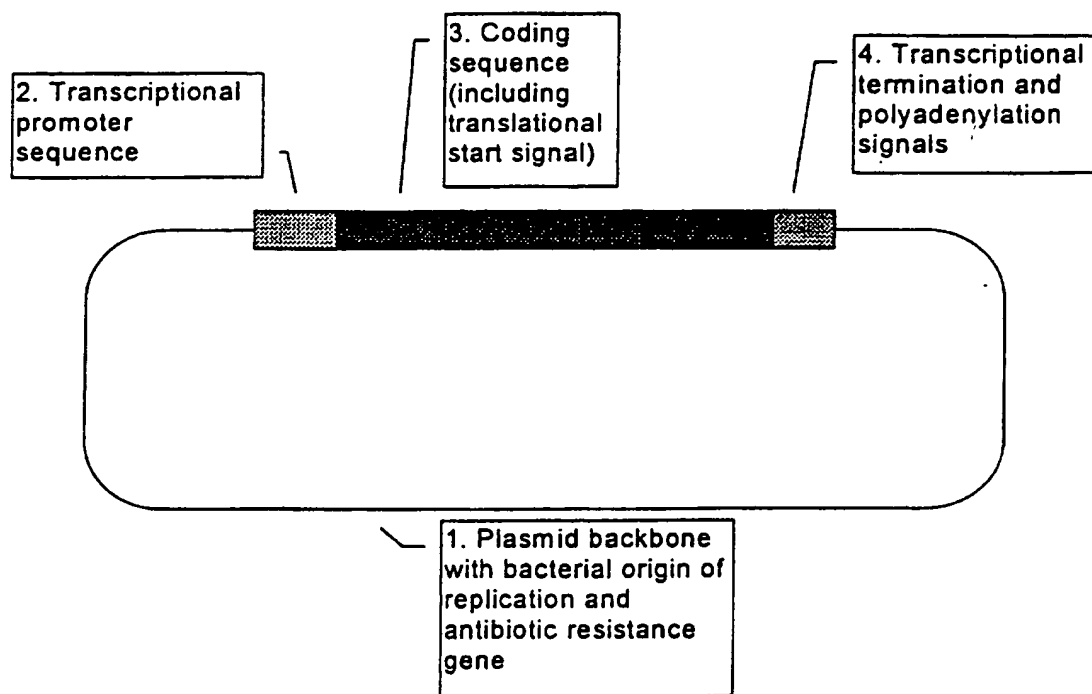 2. Transcriptional
promoter
sequence
3. Coding
sequence
(including
translational
start signal)
4. Transcriptional
termination and
polyadenylation
signals
1. Plasmid backbone
with bacterial origin of
replication and
antibiotic resistance
gene